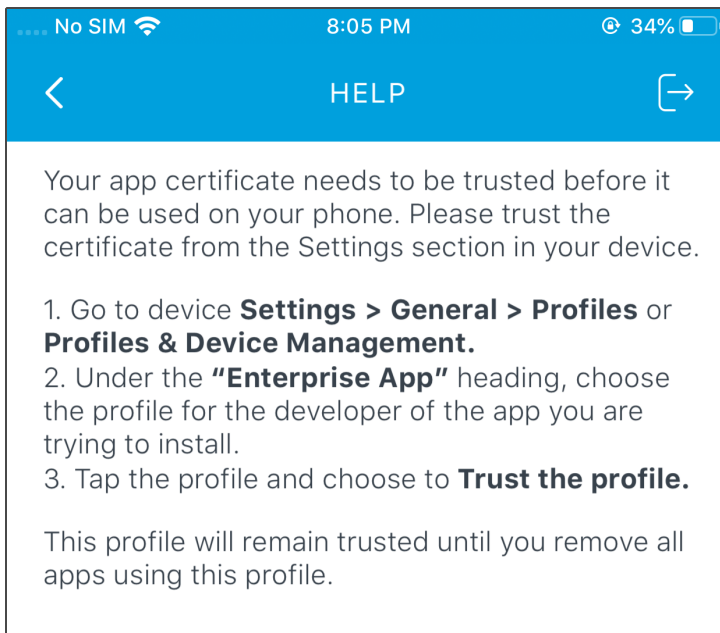 No SIM 8:05 PM 34%
HELP
Your app certificate needs to be trusted before it
can be used on your phone. Please trust the
certificate from the Settings section in your device.
1. Go to device Settings > General > Profiles or
Profiles & Device Management.
2. Under the “Enterprise App” heading, choose
the profile for the developer of the app you are
trying to install.
3. Tap the profile and choose to Trust the profile.
This profile will remain trusted until you remove all
apps using this profile.